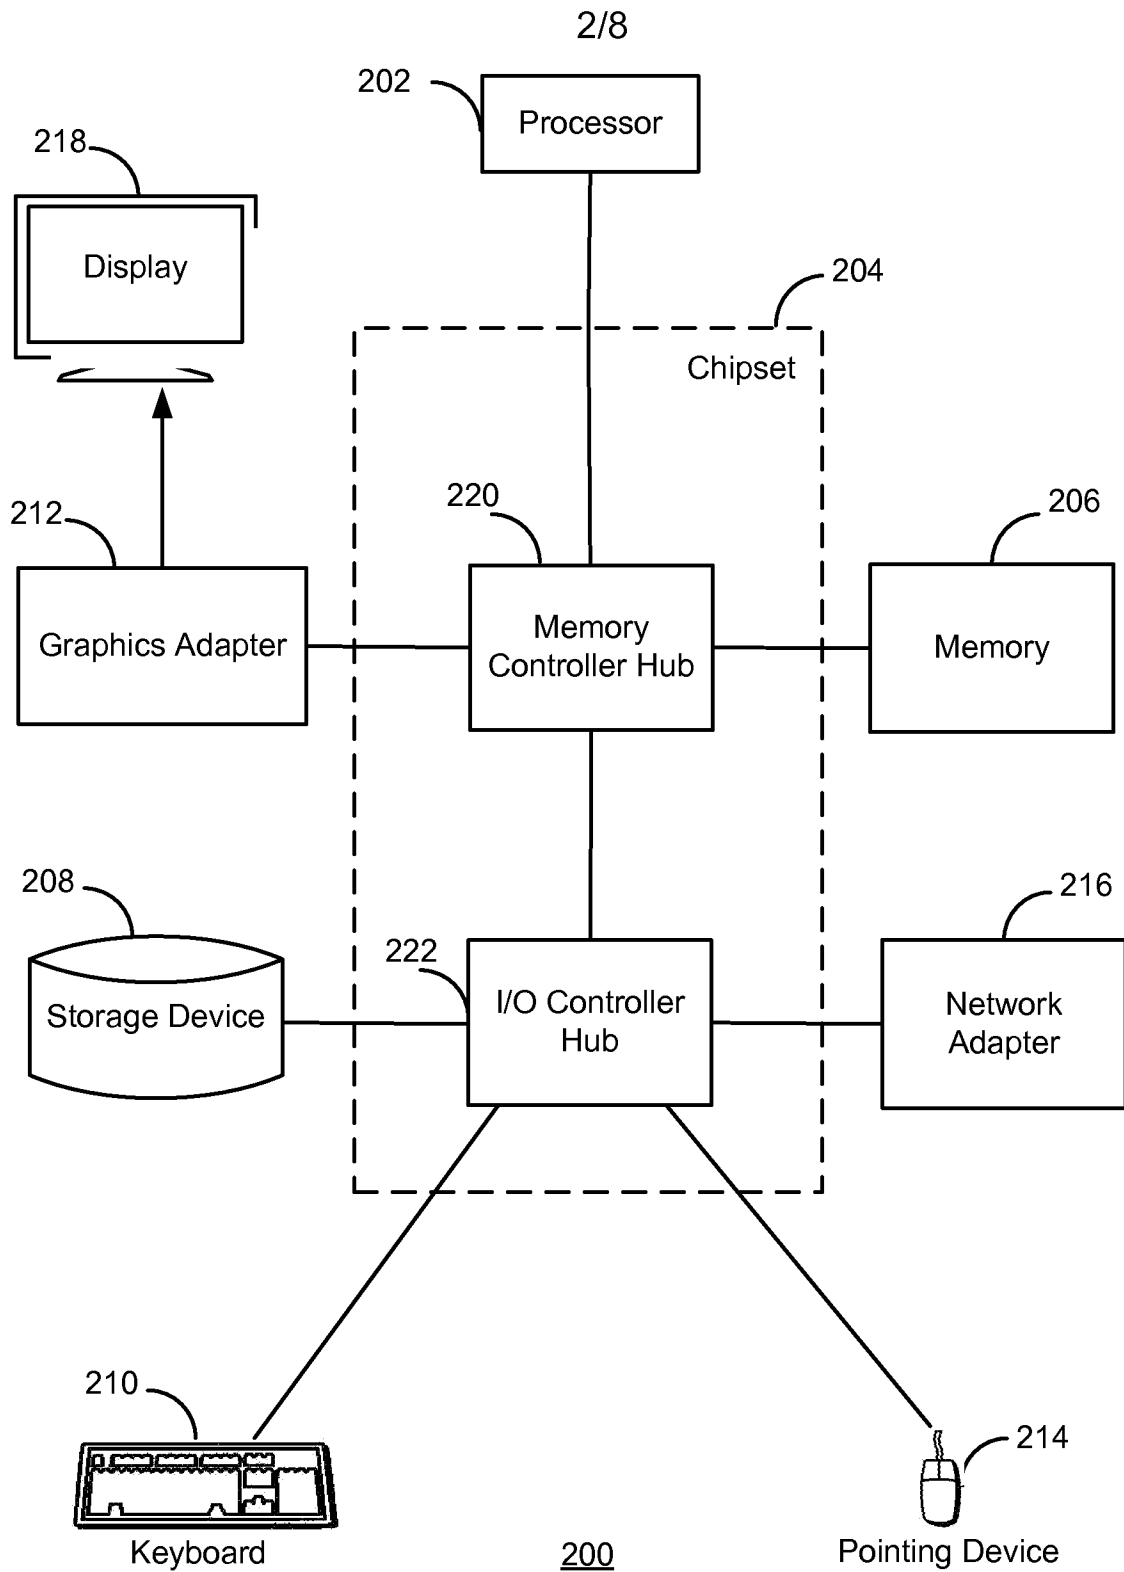 2/8
202
Processor
218
Display
204
Chipset
212
220
206
Graphics Adapter
Memory
Controller Hub
Memory
208
222
216
Storage Device
I/O Controller
Hub
Network
Adapter
210
214
Keyboard
200
Pointing Device